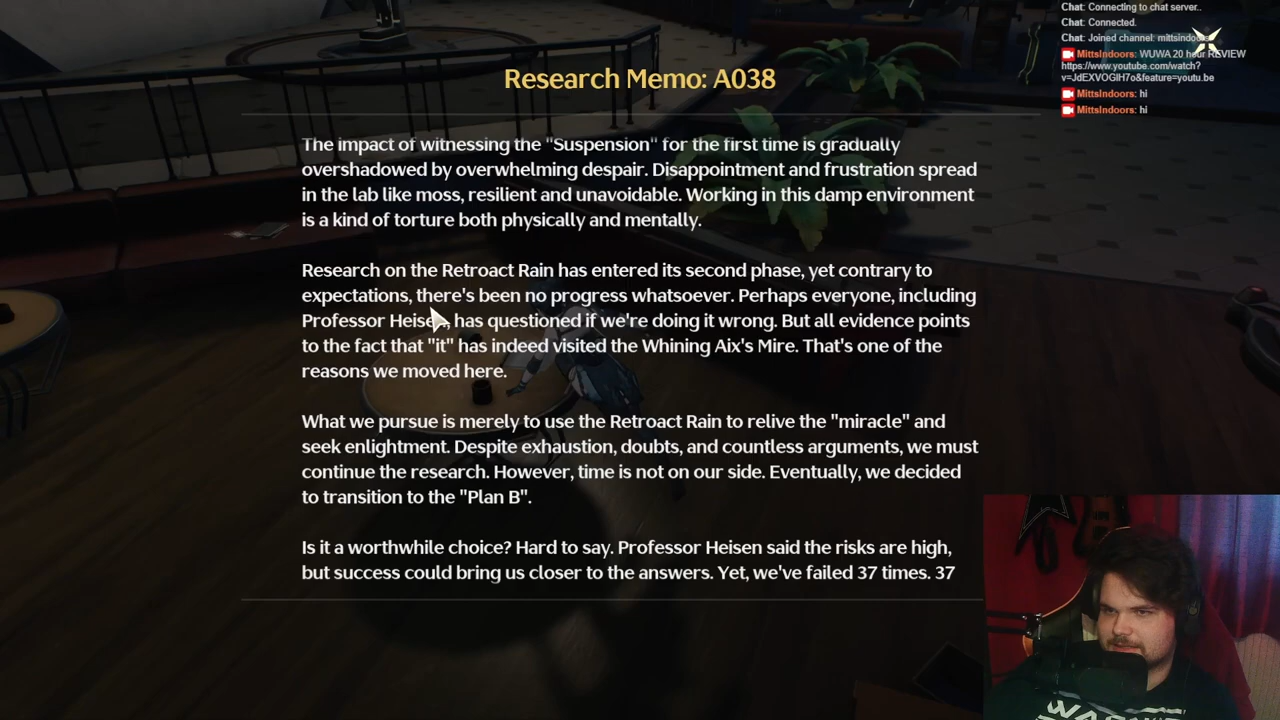 Chat: Connecting to chat server..
Chat: Connected.
Chat: Joined channel: mittsindoors
MittsIndoors: WUWA 20 hour REVIEW
https://www.youtube.com/watch?
v=JdEXVOGlH7o&feature=youtu.be
MittsIndoors: hi
MittsIndoors: hi
Research Memo: A038
The impact of witnessing the "Suspension" for the first time is gradually
overshadowed by overwhelming despair. Disappointment and frustration spread
in the lab like moss, resilient and unavoidable. Working in this damp environment
is a kind of torture both physically and mentally.
Research on the Retroact Rain has entered its second phase, yet contrary to
expectations, there's been no progress whatsoever. Perhaps everyone, including
Professor Heisen, has questioned if we're doing it wrong. But all evidence points
to the fact that "it" has indeed visited the Whining Aix's Mire. That's one of the
reasons we moved here.
What we pursue is merely to use the Retroact Rain to relive the "miracle" and
seek enlightment. Despite exhaustion, doubts, and countless arguments, we must
continue the research. However, time is not on our side. Eventually, we decided
to transition to the "Plan B".
Is it a worthwhile choice? Hard to say. Professor Heisen said the risks are high,
but success could bring us closer to the answers. Yet, we've failed 37 times. 37